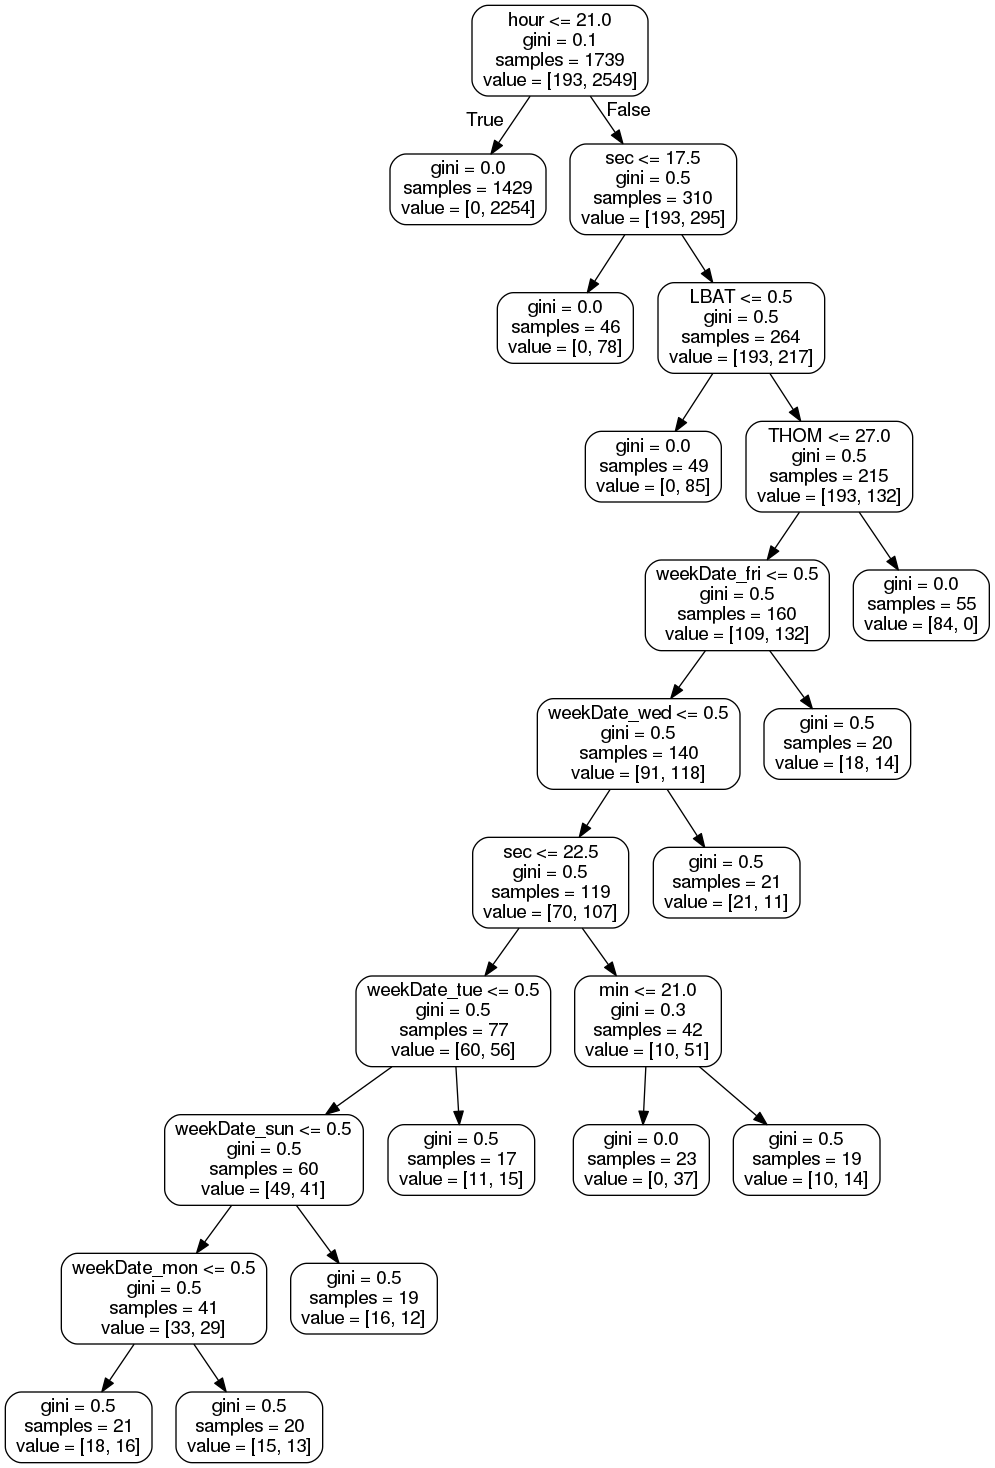 hour <= 21.0
gini = 0.1
samples = 1739
value = [193, 2549]
True
False
gini = 0.0
samples = 1429
value = [0, 2254]
sec <= 17.5
gini = 0.5
samples = 310
value = [193, 295]
gini = 0.0
samples = 46
value = [0, 78]
LBAT <= 0.5
gini = 0.5
samples = 264
value = [193, 217]
gini = 0.0
samples = 49
value = [0, 85]
THOM <= 27.0
gini = 0.5
samples = 215
value = [193, 132]
weekDate_fri <= 0.5
gini = 0.5
samples = 160
value = [109, 132]
gini = 0.0
samples = 55
value = [84, 0]
weekDate_wed <= 0.5
gini = 0.5
samples = 140
value = [91, 118]
gini = 0.5
samples = 20
value = [18, 14]
sec <= 22.5
gini = 0.5
samples = 119
value = [70, 107]
gini = 0.5
samples = 21
value = [21, 11]
weekDate_tue <= 0.5
gini = 0.5
samples = 77
value = [60, 56]
min <= 21.0
gini = 0.3
samples = 42
value = [10, 51]
weekDate_sun <= 0.5
gini = 0.5
samples = 60
value = [49, 41]
gini = 0.5
samples = 17
value = [11, 15]
gini = 0.0
samples = 23
value = [0, 37]
gini = 0.5
samples = 19
value = [10, 14]
weekDate_mon <= 0.5
gini = 0.5
samples = 41
value = [33, 29]
gini = 0.5
samples = 19
value = [16, 12]
gini = 0.5
samples = 21
value = [18, 16]
gini = 0.5
samples = 20
value = [15, 13]